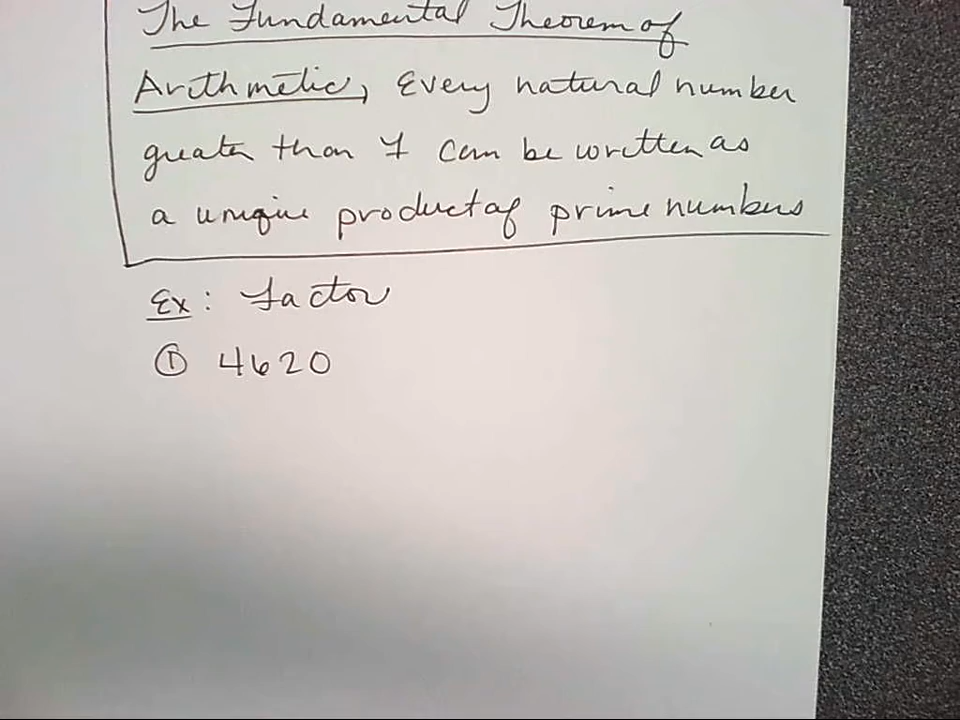 The Fundamental Theorem of
Arithmetic, Every natural number
greater than 1 can be written as
a unique product of prime numbers
Ex: Factor
① 4620